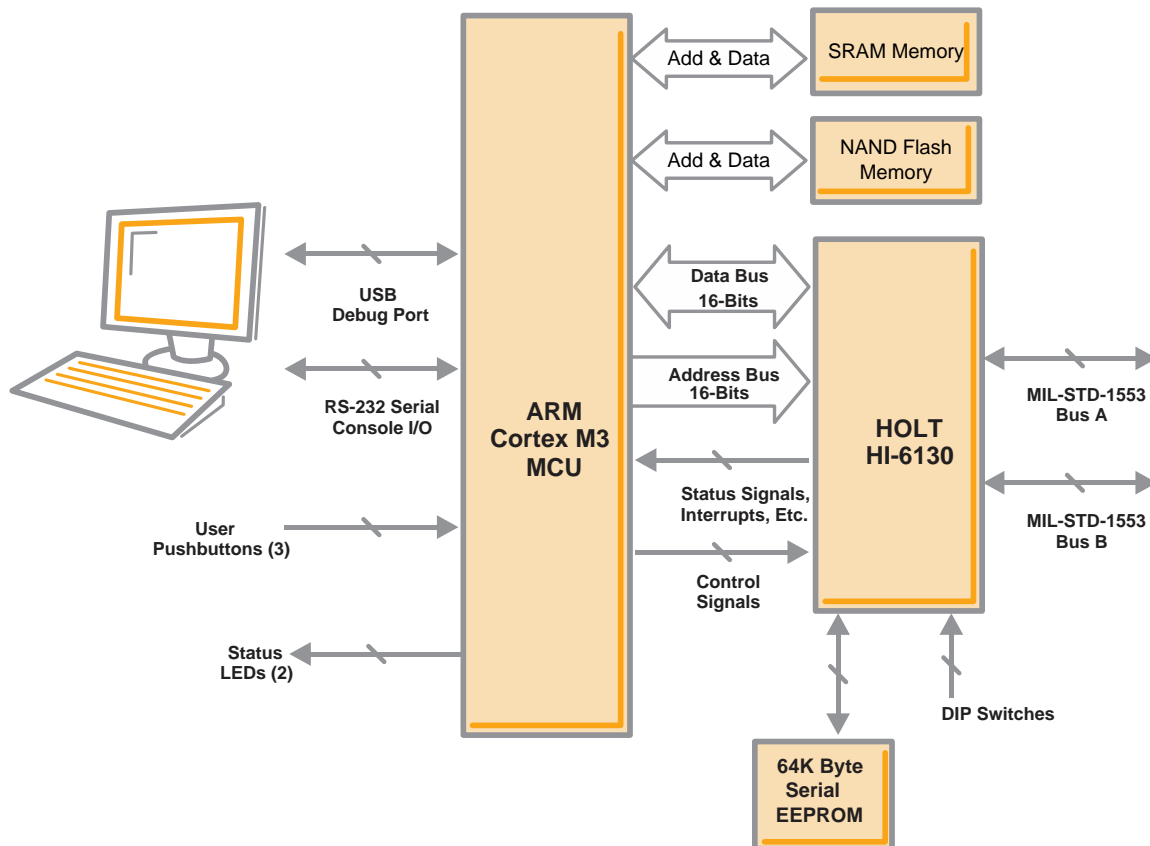 Add & Data
SRAM Memory
Add & Data
NAND Flash
Memory
USB
Debug Port
RS-232 Serial
Console I/O
User
Pushbuttons (3)
Status
LEDs (2)
ARM
Cortex M3
MCU
Data Bus
16-Bits
Address Bus
16-Bits
Status Signals,
Interrupts, Etc.
Control
Signals
HOLT
HI-6130
MIL-STD-1553
Bus A
MIL-STD-1553
Bus B
DIP Switches
64K Byte
Serial
EEPROM